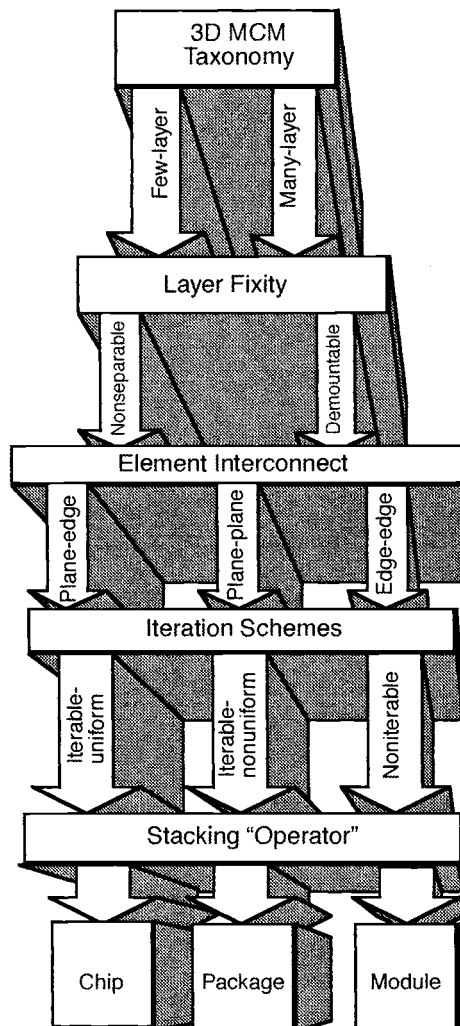 3D MCM
Taxonomy
Few-layer
Many-layer
Layer Fixity
Nonseparable
Demountable
Element Interconnect
Plane-edge
Plane-plane
Edge-edge
Iteration Schemes
Iterable-
uniform
Iterable-
nonuniform
Noniterable
Stacking “Operator”
Chip
Package
Module